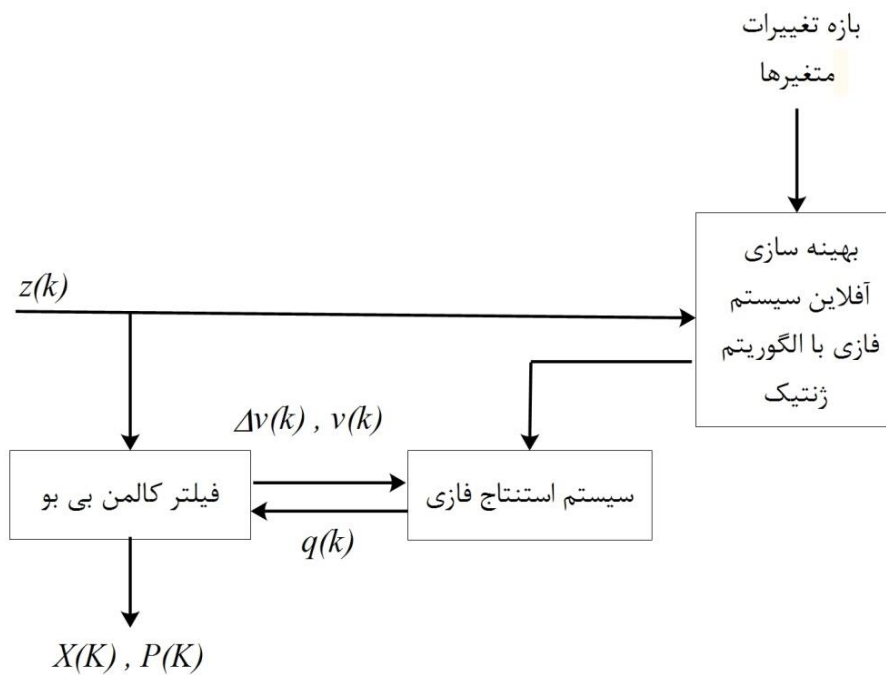 بازه تغییرات
متغیرها
بهینه سازی
آفلاین سیستم
فازی با الگوریتم
ژنتیک
z(k)
Δv(k) , v(k)
فیلتر کالمن بی بو
سیستم استنتاج فازی
q(k)
X(K) , P(K)